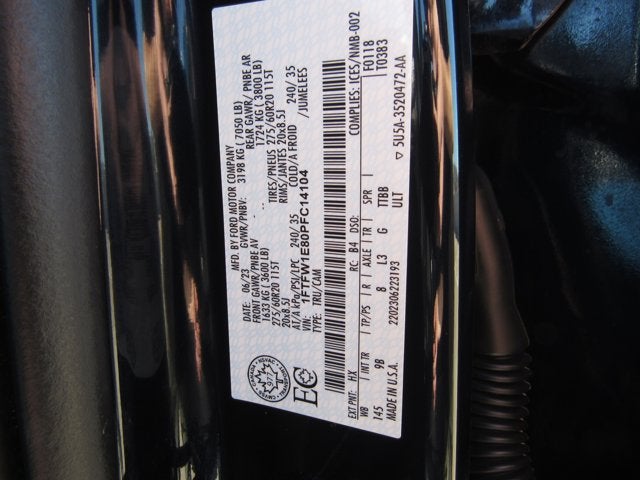 MFD. BY FORD MOTOR COMPANY
DATE: 06/23 GVWR/PNBV: 3198 KG ( 7050 LB)
FRONT GAWR/ PNBE AV REAR GAWR/ PNBE AR
1633 KG ( 3600 LB) 1724 KG ( 3800 LB)
275/60R20 115T TIRES/PNEUS 275/60R20 115T
20x8.5J RIMS/JANTES 20x8.5J
AT/A kPa/PSI/LPC 240/ 35 COLD/A FROID 240/ 35
VIN: 1FTFW1E80PFC14104 /JUMELEES
TYPE: TRU/CAM
EXT PNT: HX RC: B4 DSO: ICES/NMB-002
WB INT TR TP/PS R AXLE TR SPR F0118
145 9B 8 L3 G TTBB T0383
ULT
MADE IN U.S.A. 2202306223193 5U5A-3520472-AA